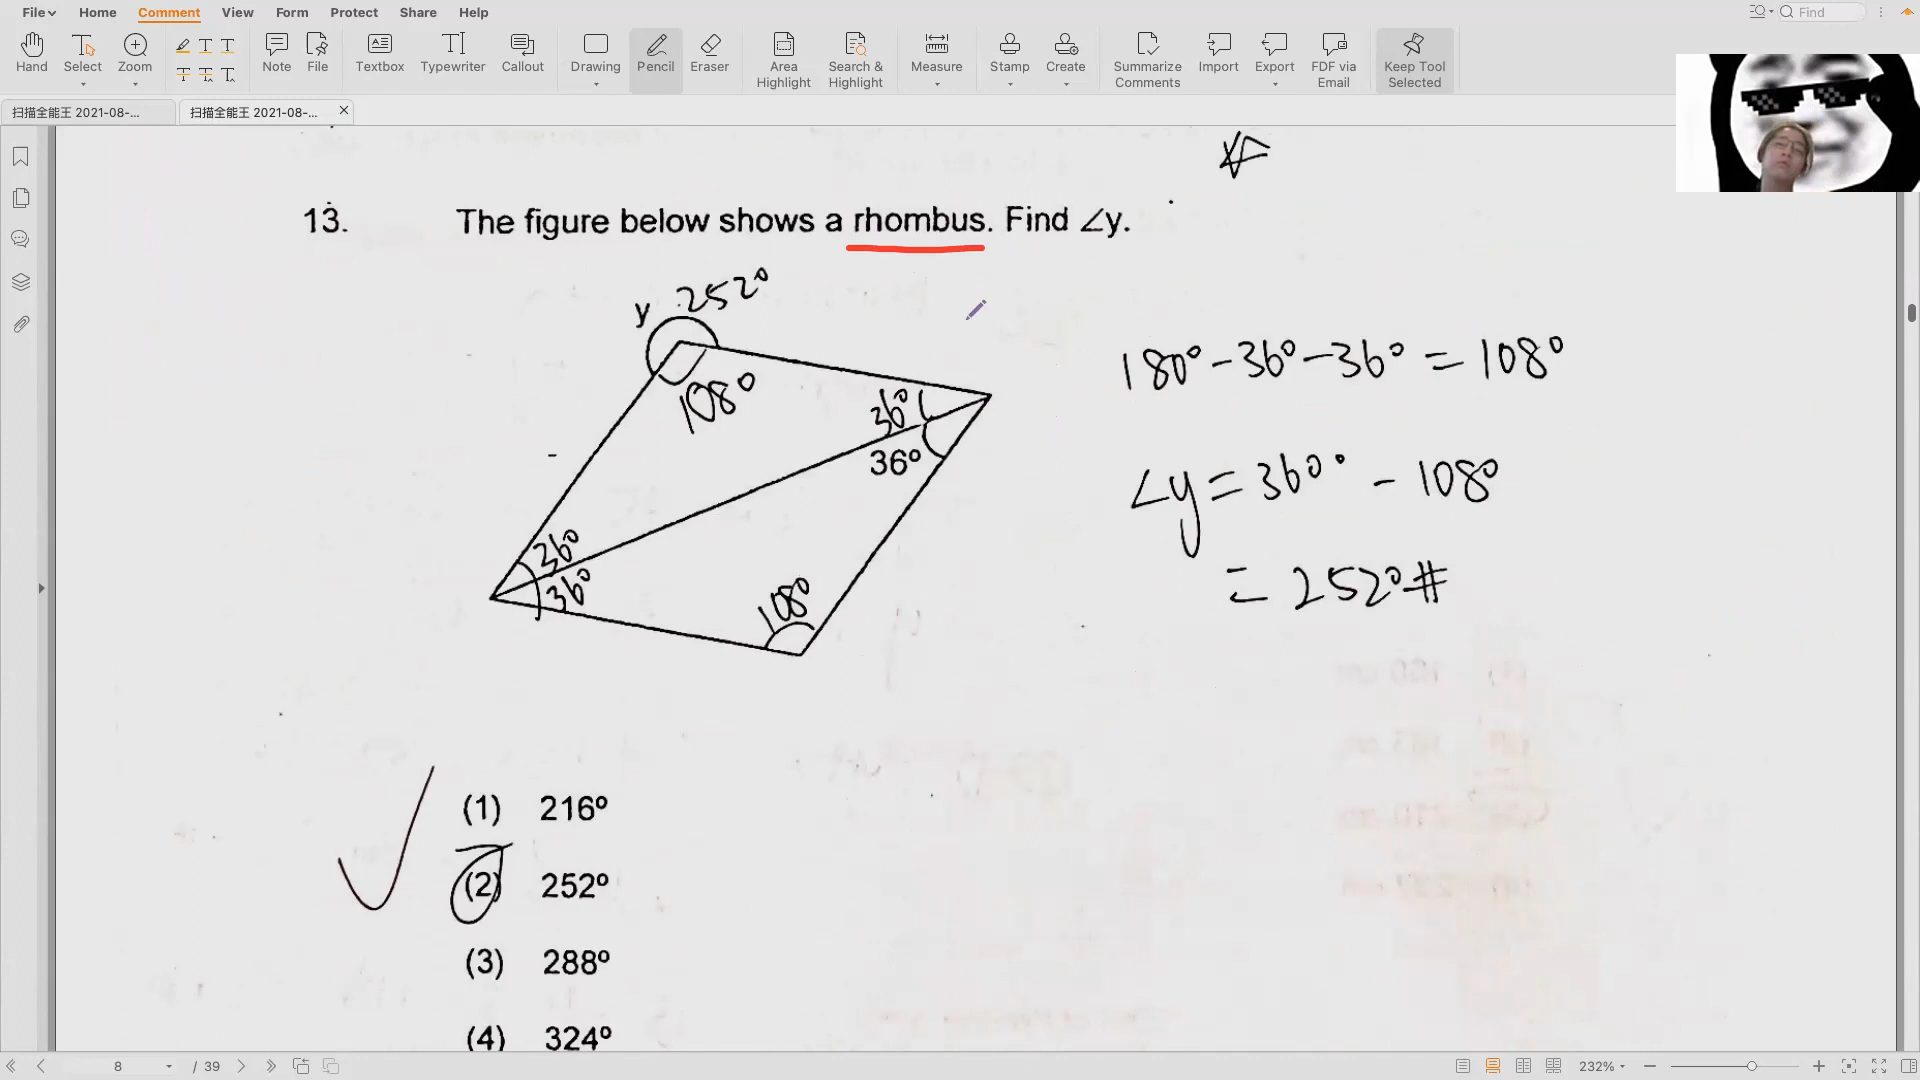 File Home Comment View Form Protect Share Help Find
Hand Select Zoom Note File Textbox Typewriter Callout Drawing Pencil Eraser Area Highlight Search & Highlight Measure Stamp Create Summarize Comments Import Export FDF via Email Keep Tool Selected
扫描全能王 2021-08-... 扫描全能王 2021-08-...
13. The figure below shows a rhombus. Find ∠y.
y 252°
108°
36°
36°
36°
36°
108°
180° - 36° - 36° = 108°
∠y = 360° - 108°
= 252° #
(1) 216º
(2) 252º
(3) 288º
(4) 324º
8 / 39 232%